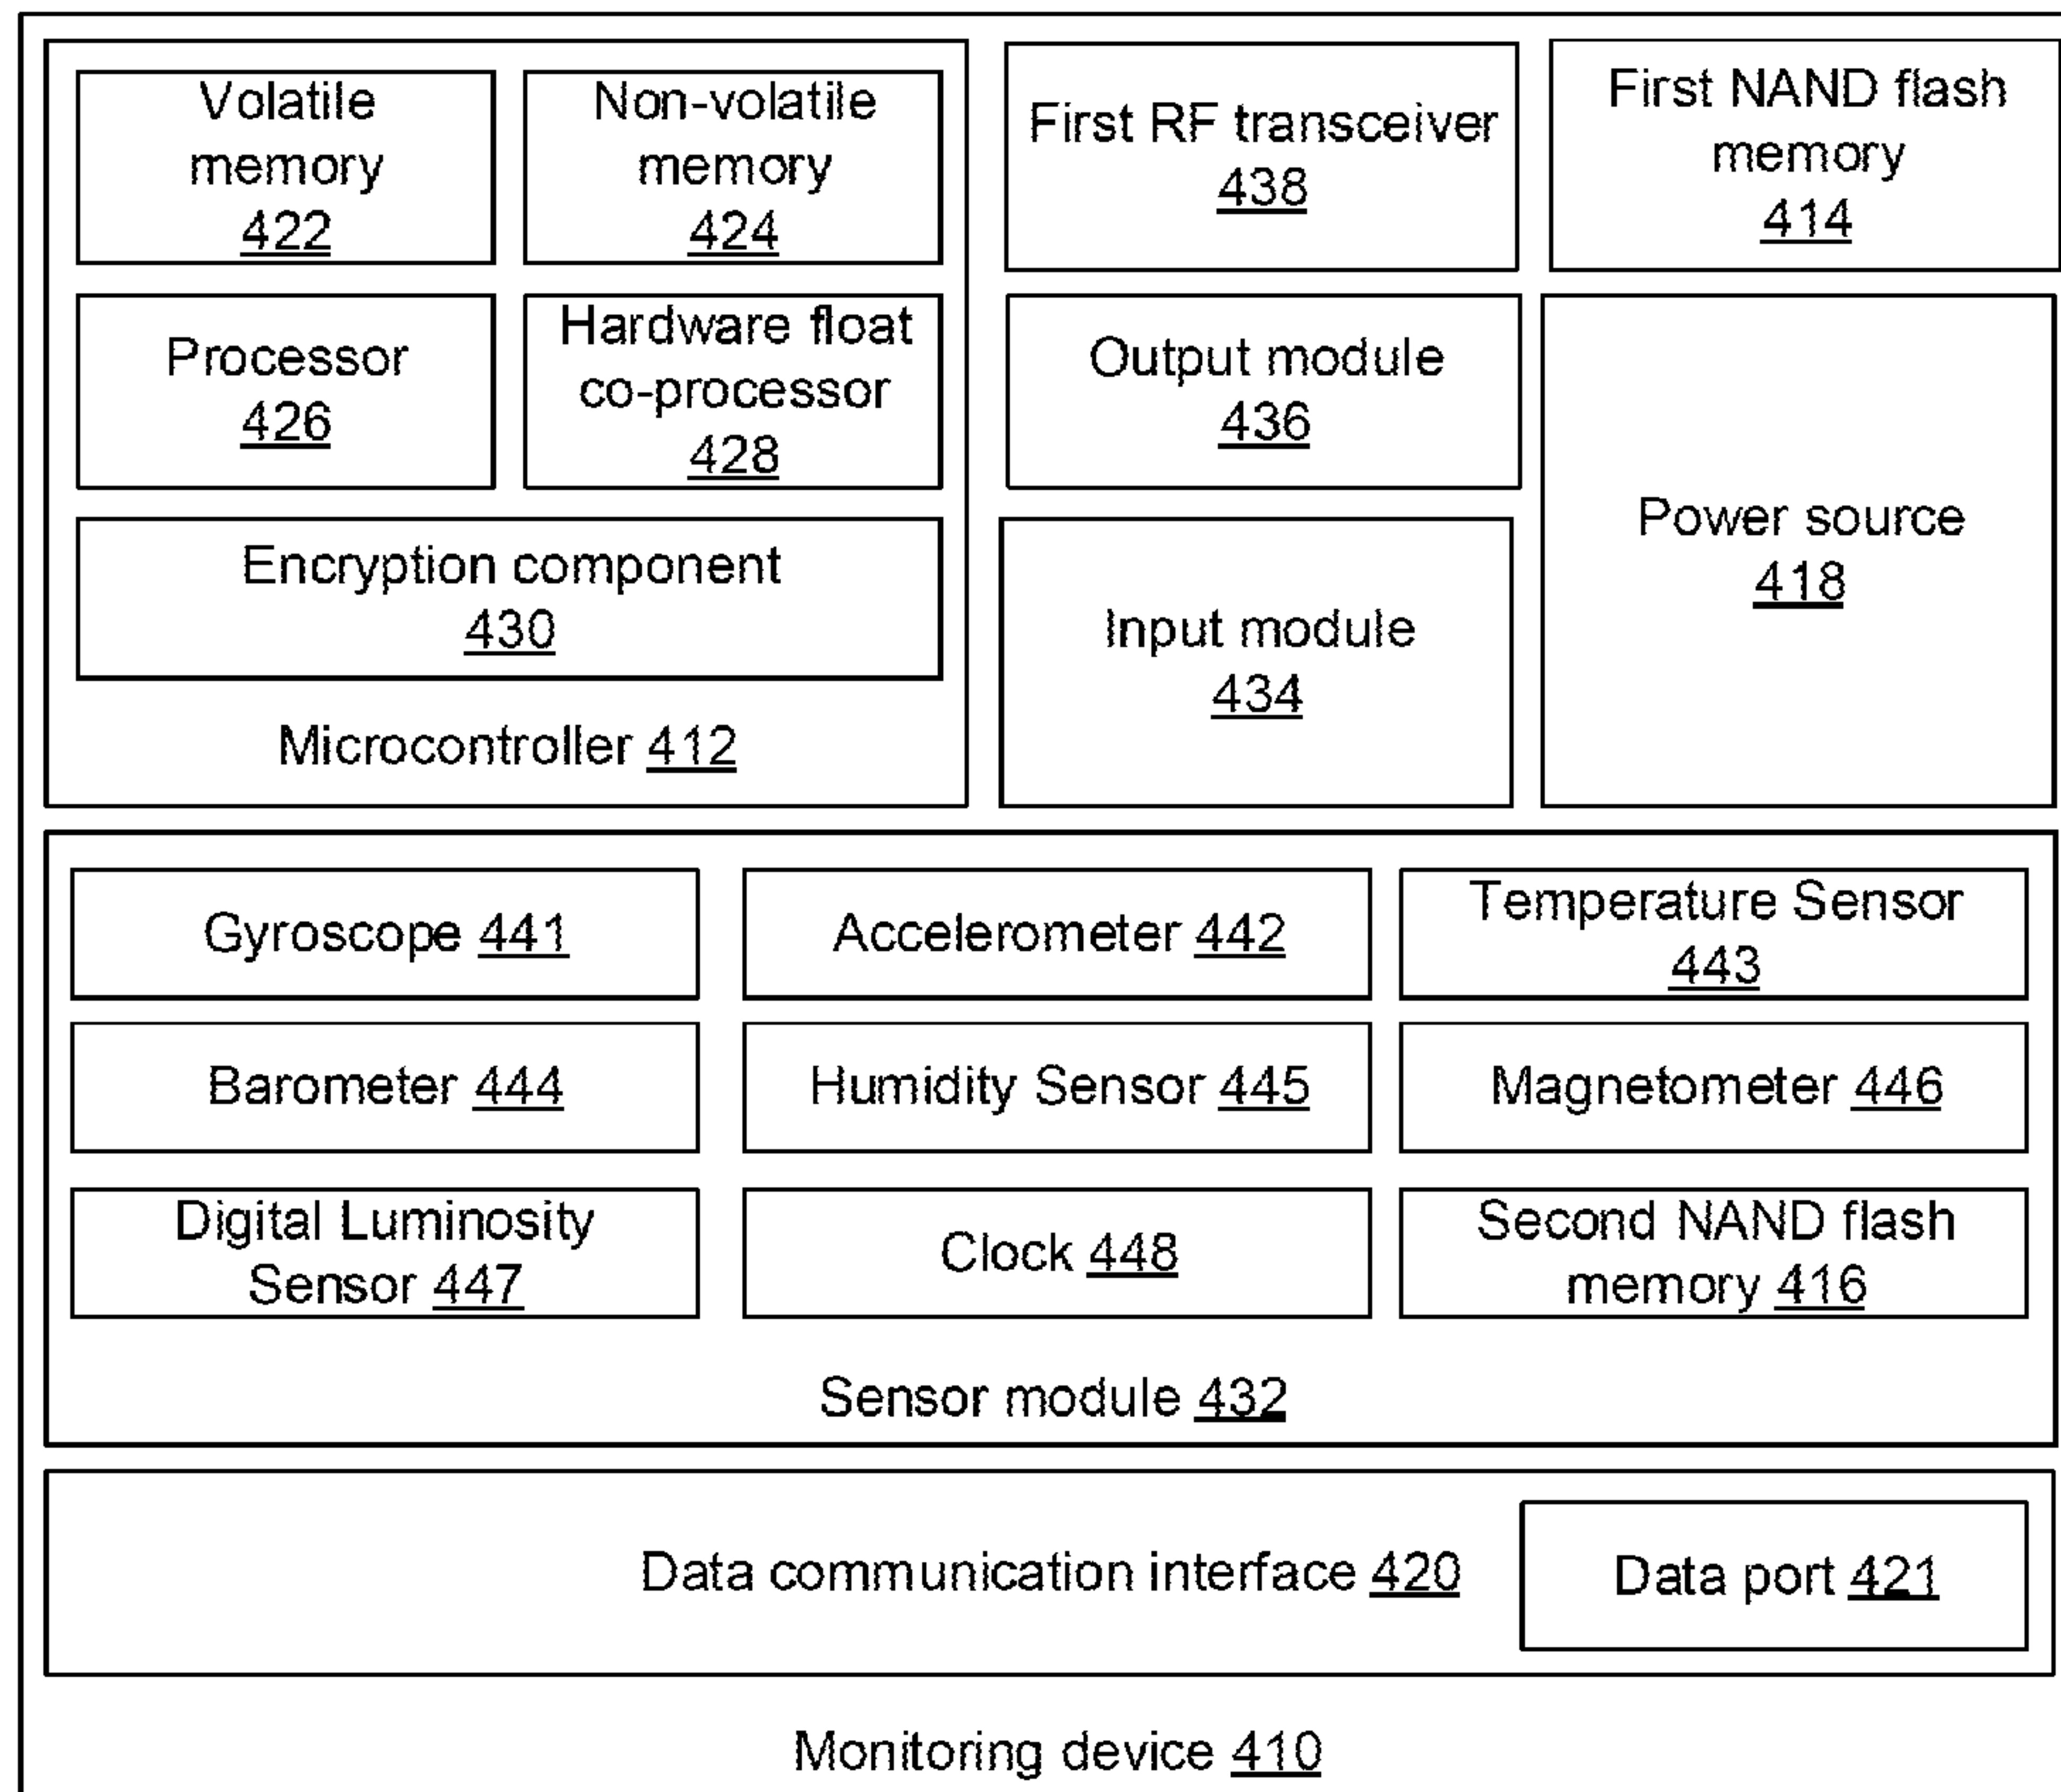 Volatile
memory
422
Non-volatile
memory
424
First RF transceiver
438
First NAND flash
memory
414
Processor
426
Hardware float
co-processor
428
Output module
436
Power source
418
Encryption component
430
Input module
434
Microcontroller 412
Gyroscope 441
Accelerometer 442
Temperature Sensor
443
Barometer 444
Humidity Sensor 445
Magnetometer 446
Digital Luminosity
Sensor 447
Clock 448
Second NAND flash
memory 416
Sensor module 432
Data communication interface 420
Data port 421
Monitoring device 410